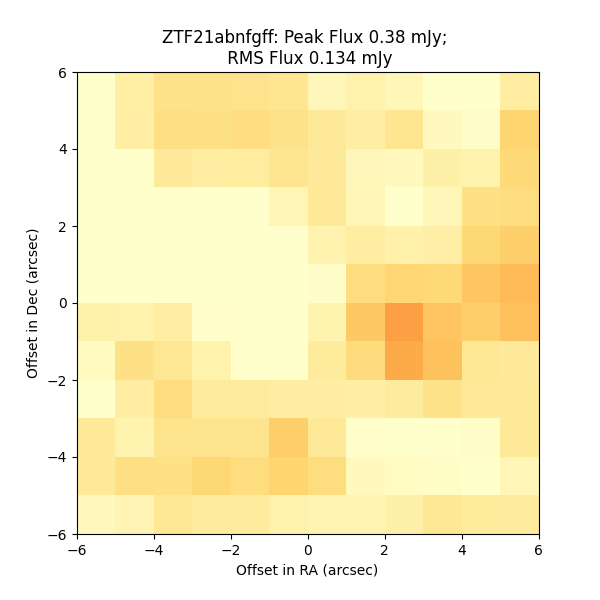 ZTF21abnfgff: Peak Flux 0.38 mJy;
RMS Flux 0.134 mJy
6
4
2
0
−2
−4
−6
Offset in Dec (arcsec)
−6 −4 −2 0 2 4 6
Offset in RA (arcsec)